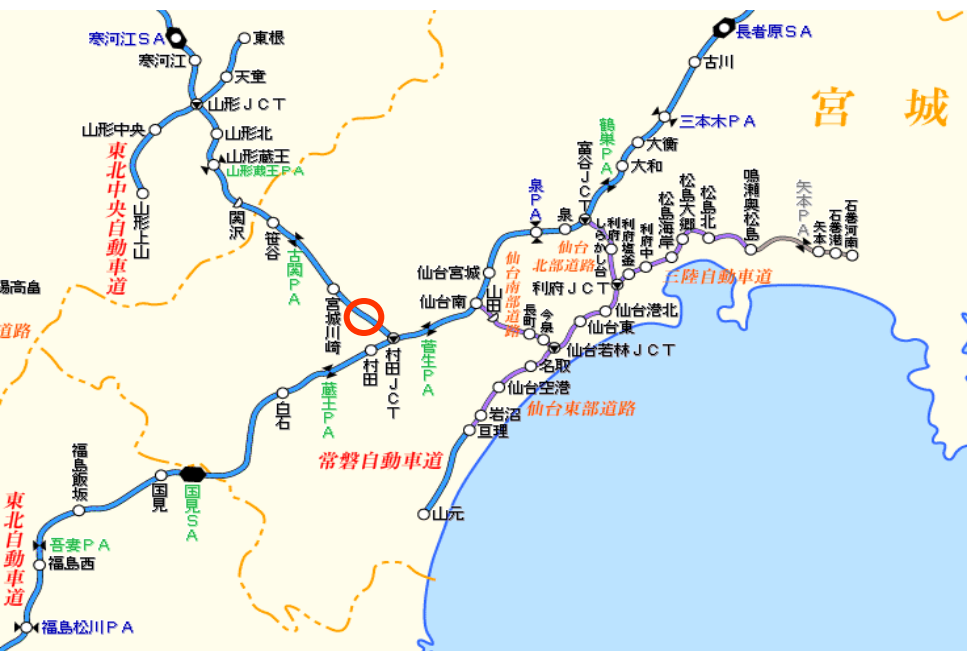 寒河江ＳＡ
東根
長者原ＳＡ
寒河江
天童
古川
山形ＪＣＴ
宮　城
山形中央
山形北
鶴巣ＰＡ
三本木ＰＡ
東北中央自動車道
山形蔵王
山形蔵王ＰＡ
富谷ＪＣＴ
大衡
大和
山形上山
関沢
笹谷
古関ＰＡ
泉ＰＡ
泉
しらかし台
利府
利府塩釜
利府中
松島海岸
松島大郷
松島北
鳴瀬奥松島
矢本ＰＡ
矢本
石巻港
石巻河南
仙台
北部道路
仙台宮城
仙台南部道路
利府ＪＣＴ
三陸自動車道
湯高畠
宮城川崎
仙台南
山田
長町
今泉
仙台港北
仙台東
道路
村田
村田ＪＣＴ
菅生ＰＡ
仙台若林ＪＣＴ
名取
蔵王ＰＡ
仙台空港
仙台東部道路
白石
岩沼
亘理
常磐自動車道
福島飯坂
国見
国見ＳＡ
東北自動車道
山元
吾妻ＰＡ
福島西
福島松川ＰＡ